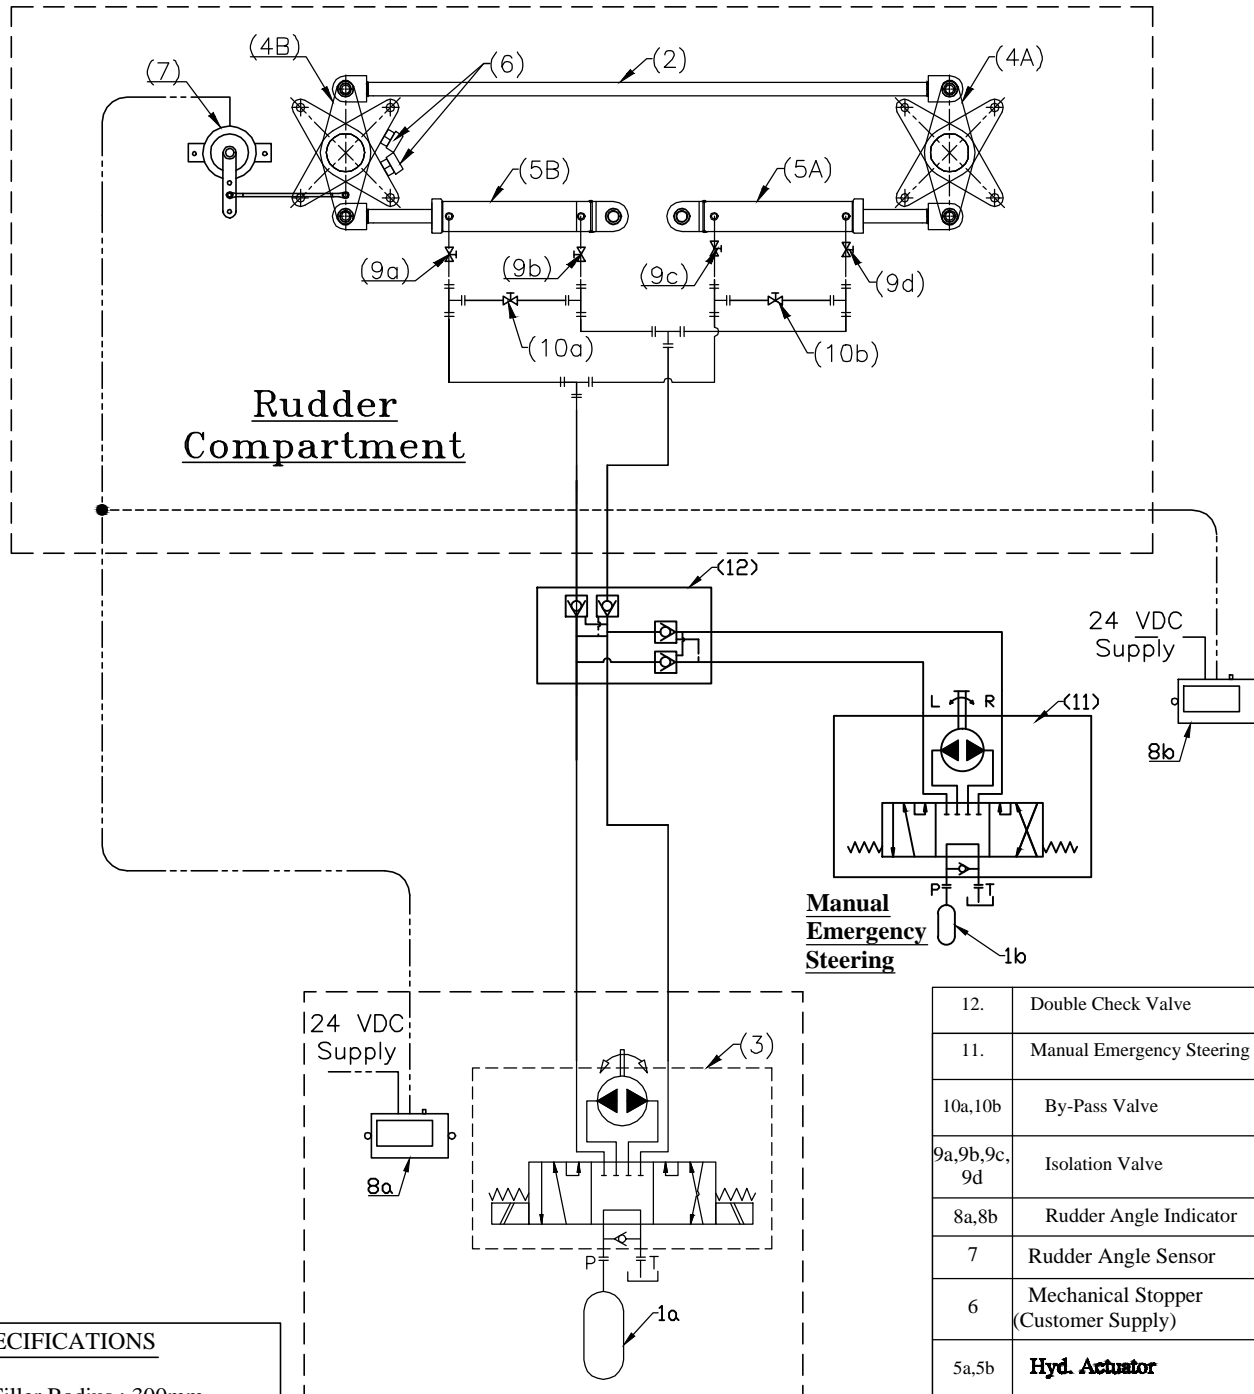 (4B)
(6)
(2)
(4A)
(7)
(5B)
(5A)
(9a)
(9b)
(9c)
(9d)
(10a)
(10b)
Rudder
Compartment
(12)
24 VDC
Supply
L R
(11)
8b
P T
Manual
Emergency
Steering
1b
24 VDC
Supply
(3)
8a
P T
1a
12. Double Check Valve
11. Manual Emergency Steering
10a,10b By-Pass Valve
9a,9b,9c,
9d Isolation Valve
8a,8b Rudder Angle Indicator
7 Rudder Angle Sensor
6 Mechanical Stopper
(Customer Supply)
5a,5b Hyd. Actuator
ECIFICATIONS
Tiller Radius : 300mm